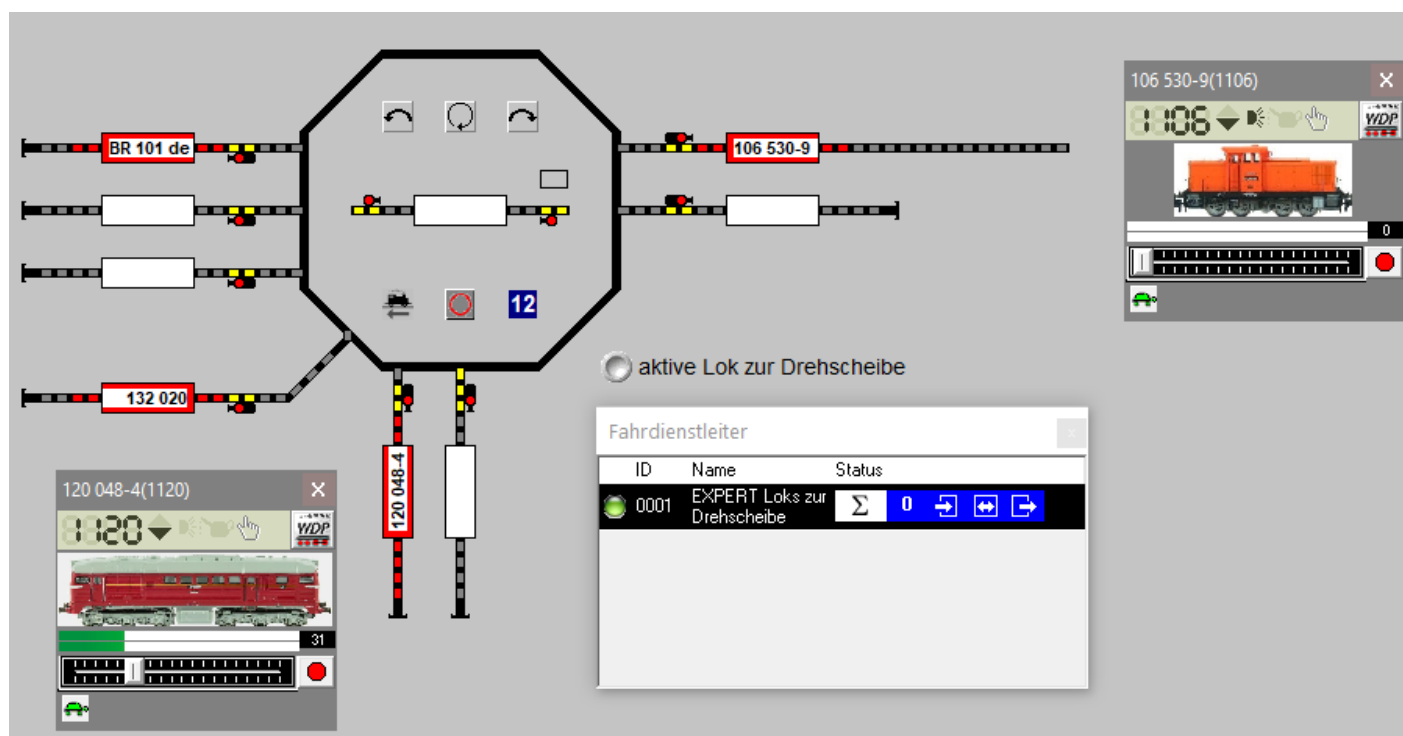 106 530-9(1106)
1106
WDP
0
BR 101 de
106 530-9
12
132 020
120 048-4
aktive Lok zur Drehscheibe
Fahrdienstleiter
ID Name Status
0001 EXPERT Loks zur
Drehscheibe Σ 0
120 048-4(1120)
1120
WDP
31